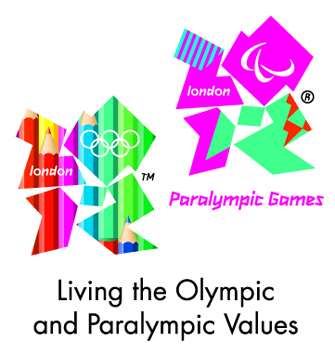 london
®
london
TM
Paralympic Games
Living the Olympic
and Paralympic Values